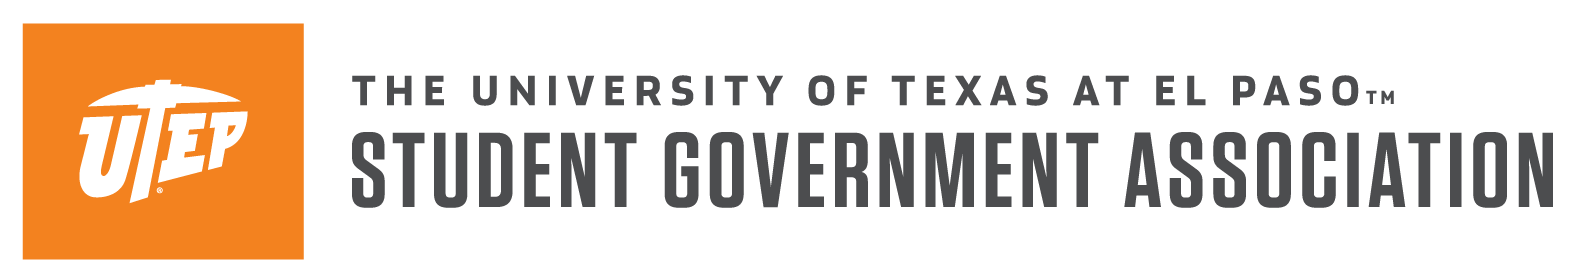 UTEP®
THE UNIVERSITY OF TEXAS AT EL PASO™
STUDENT GOVERNMENT ASSOCIATION